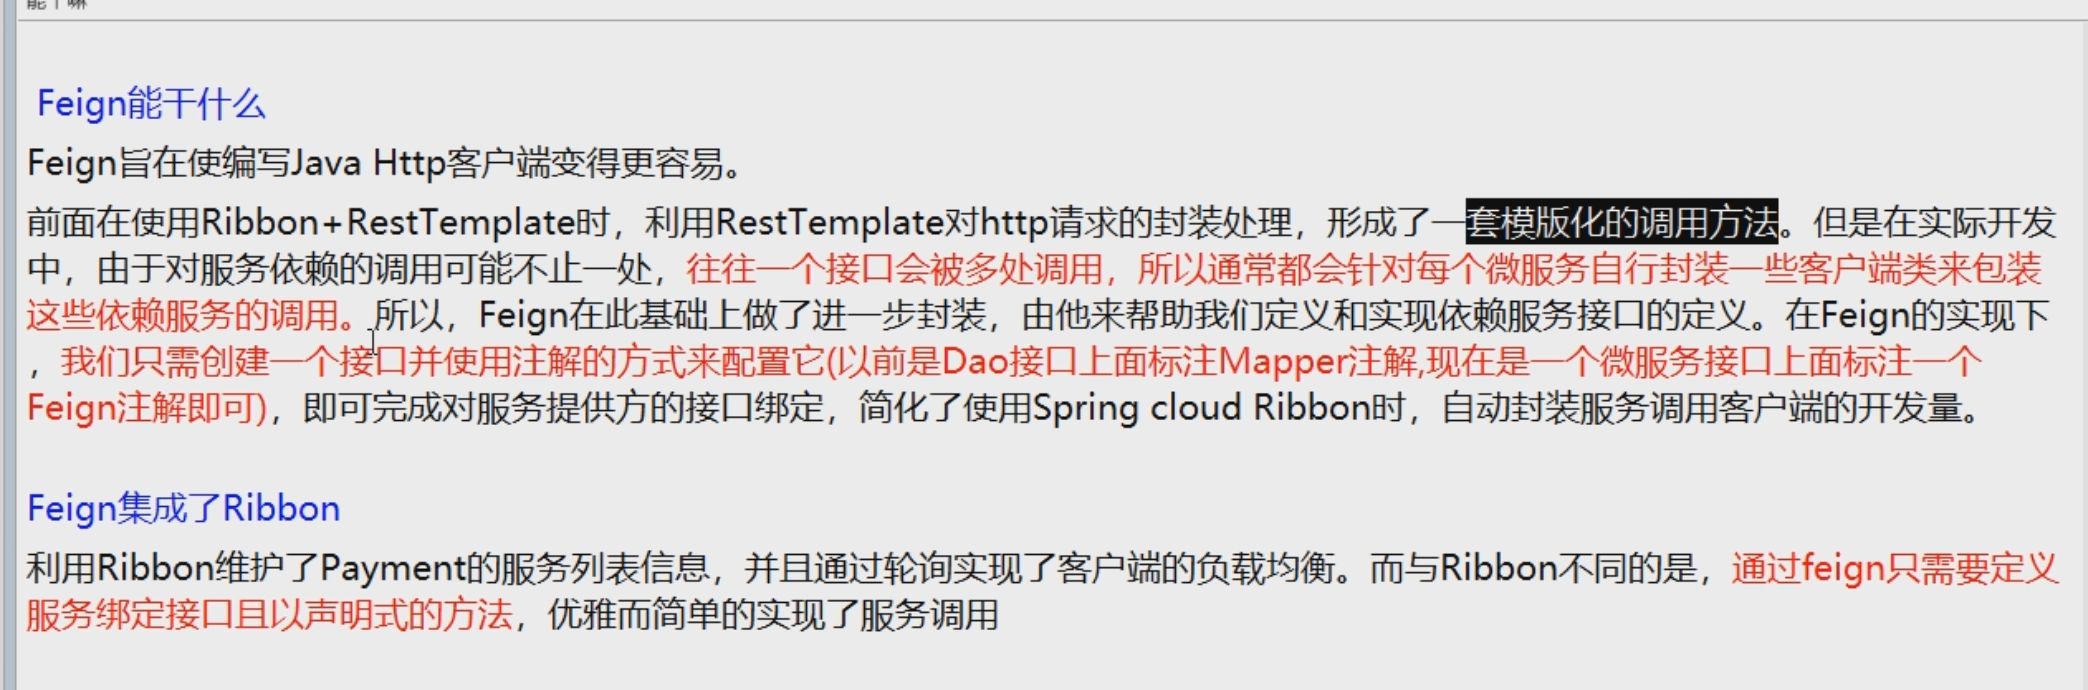 Feign能干什么
Feign旨在使编写Java Http客户端变得更容易。
前面在使用Ribbon+RestTemplate时，利用RestTemplate对http请求的封装处理，形成了一套模版化的调用方法。但是在实际开发
中，由于对服务依赖的调用可能不止一处，往往一个接口会被多处调用，所以通常都会针对每个微服务自行封装一些客户端类来包装
这些依赖服务的调用。所以，Feign在此基础上做了进一步封装，由他来帮助我们定义和实现依赖服务接口的定义。在Feign的实现下
，我们只需创建一个接口并使用注解的方式来配置它(以前是Dao接口上面标注Mapper注解,现在是一个微服务接口上面标注一个
Feign注解即可)，即可完成对服务提供方的接口绑定，简化了使用Spring cloud Ribbon时，自动封装服务调用客户端的开发量。
Feign集成了Ribbon
利用Ribbon维护了Payment的服务列表信息，并且通过轮询实现了客户端的负载均衡。而与Ribbon不同的是，通过feign只需要定义
服务绑定接口且以声明式的方法，优雅而简单的实现了服务调用